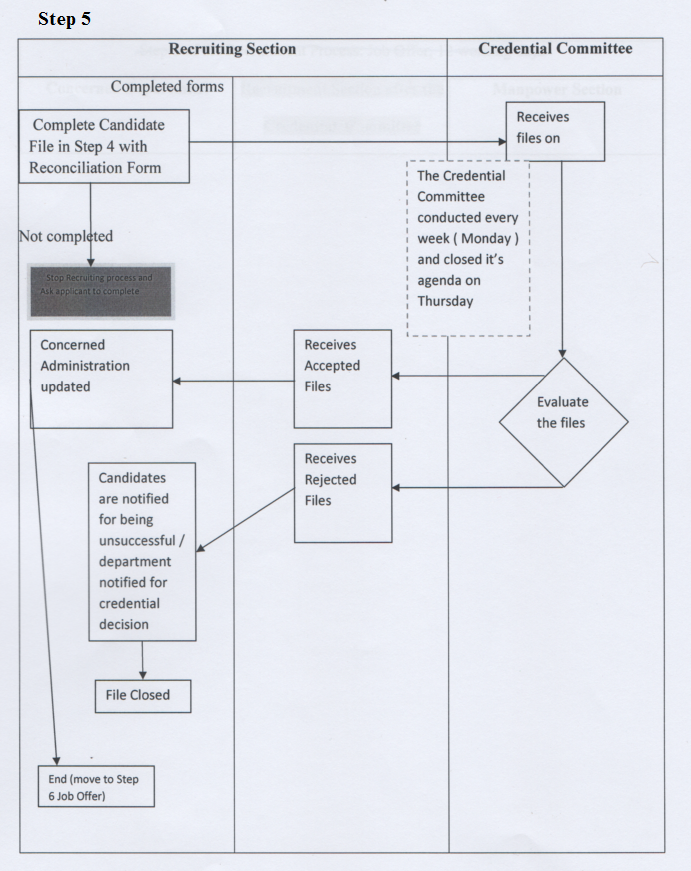 Step 5
Recruiting Section
Credential Committee
Completed forms
Complete Candidate
File in Step 4 with
Reconciliation Form
Receives
files on
The Credential
Committee
conducted every
week ( Monday )
and closed it's
agenda on
Thursday
Not completed
Stop Recruiting process and
Ask applicant to complete
Concerned
Administration
updated
Receives
Accepted
Files
Evaluate
the files
Receives
Rejected
Files
Candidates
are notified
for being
unsuccessful /
department
notified for
credential
decision
File Closed
End (move to Step
6 Job Offer)
Manpower Section